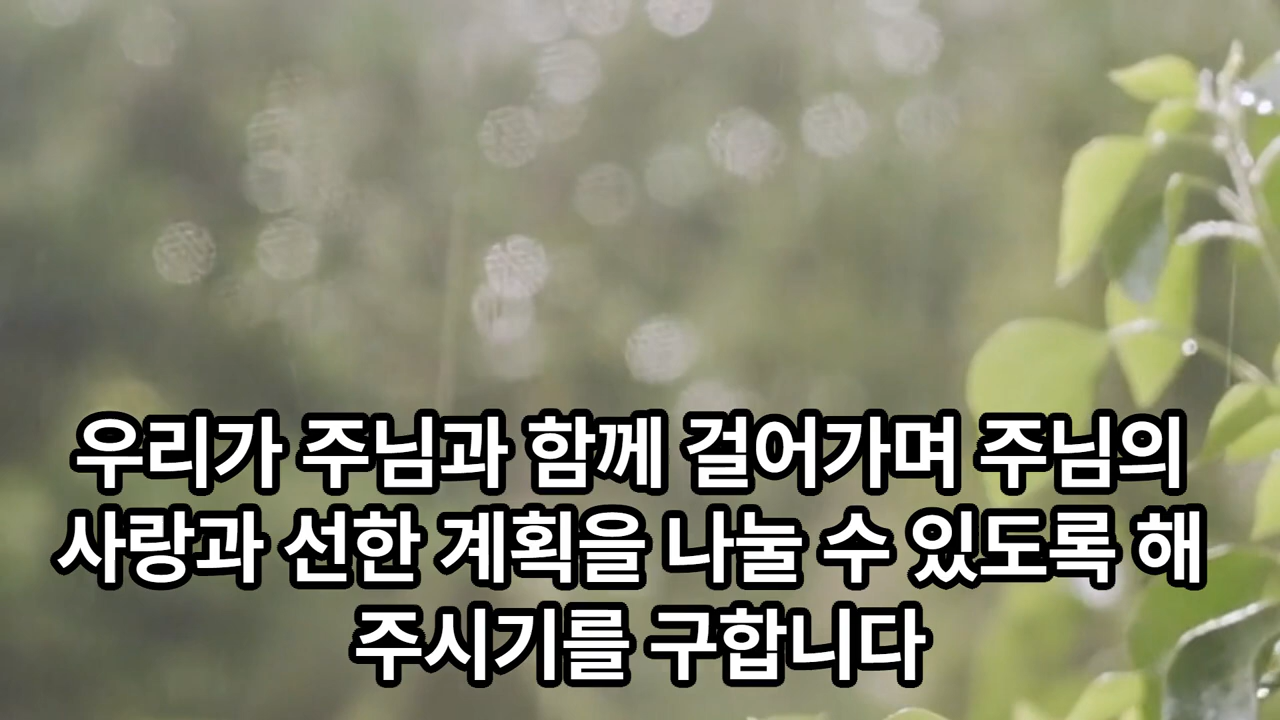 우리가 주님과 함께 걸어가며 주님의
사랑과 선한 계획을 나눌 수 있도록 해
주시기를 구합니다